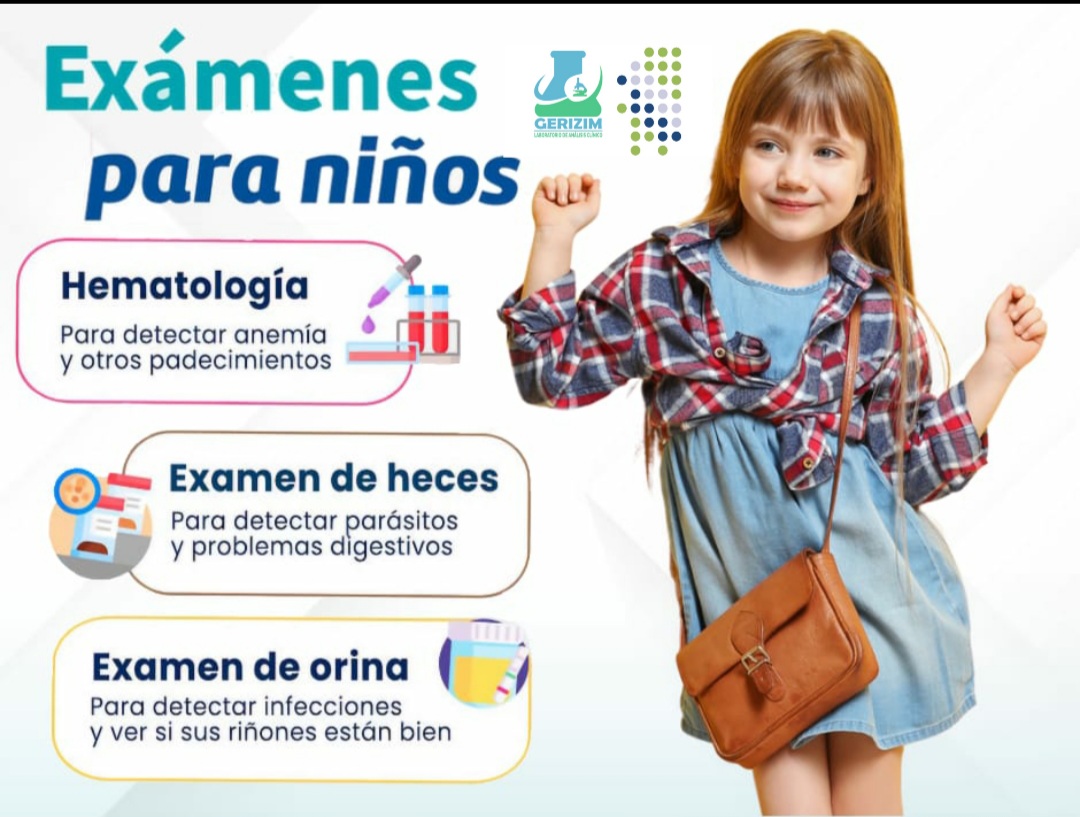 Exámenes
para niños
GERIZIM
LABORATORIO DE ANÁLISIS CLÍNICO
Hematología
Para detectar anemía
y otros padecimientos
Examen de heces
Para detectar parásitos
y problemas digestivos
Examen de orina
Para detectar infecciones
y ver si sus riñones están bien